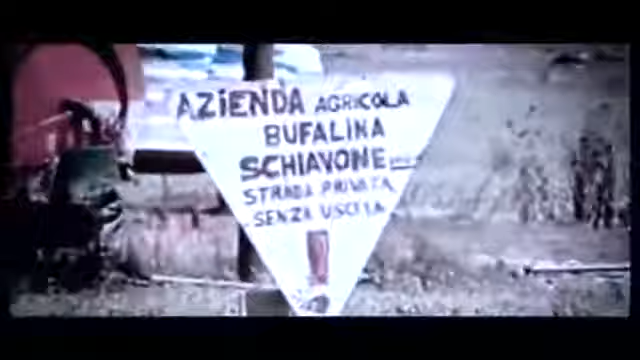 AZiENDA AGRICOLA
BUFALINA
SCHIAVONE
STRADA PRIVATA
SENZA USCITA